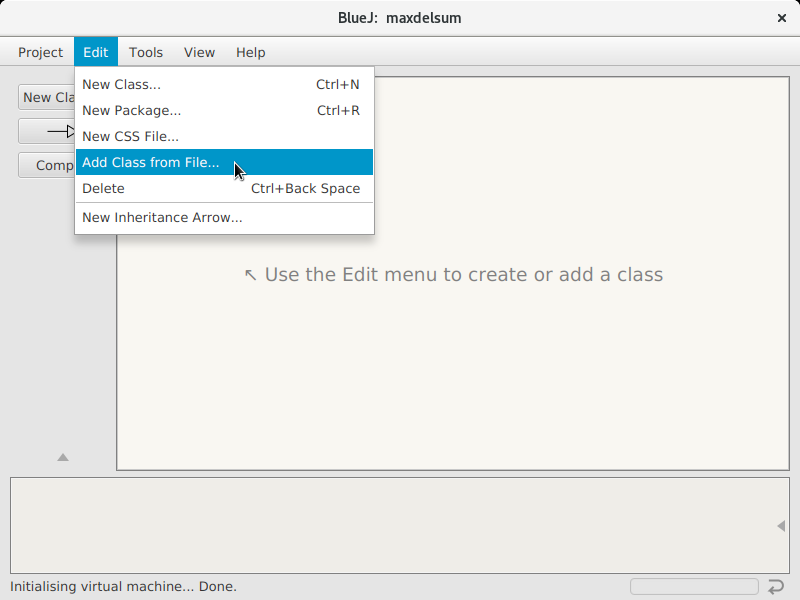 BlueJ: maxdelsum
Project Edit Tools View Help
New Class... Ctrl+N
New Package... Ctrl+R
New CSS File...
Add Class from File...
Delete Ctrl+Back Space
New Inheritance Arrow...
New Cla
Comp
↖ Use the Edit menu to create or add a class
Initialising virtual machine... Done.